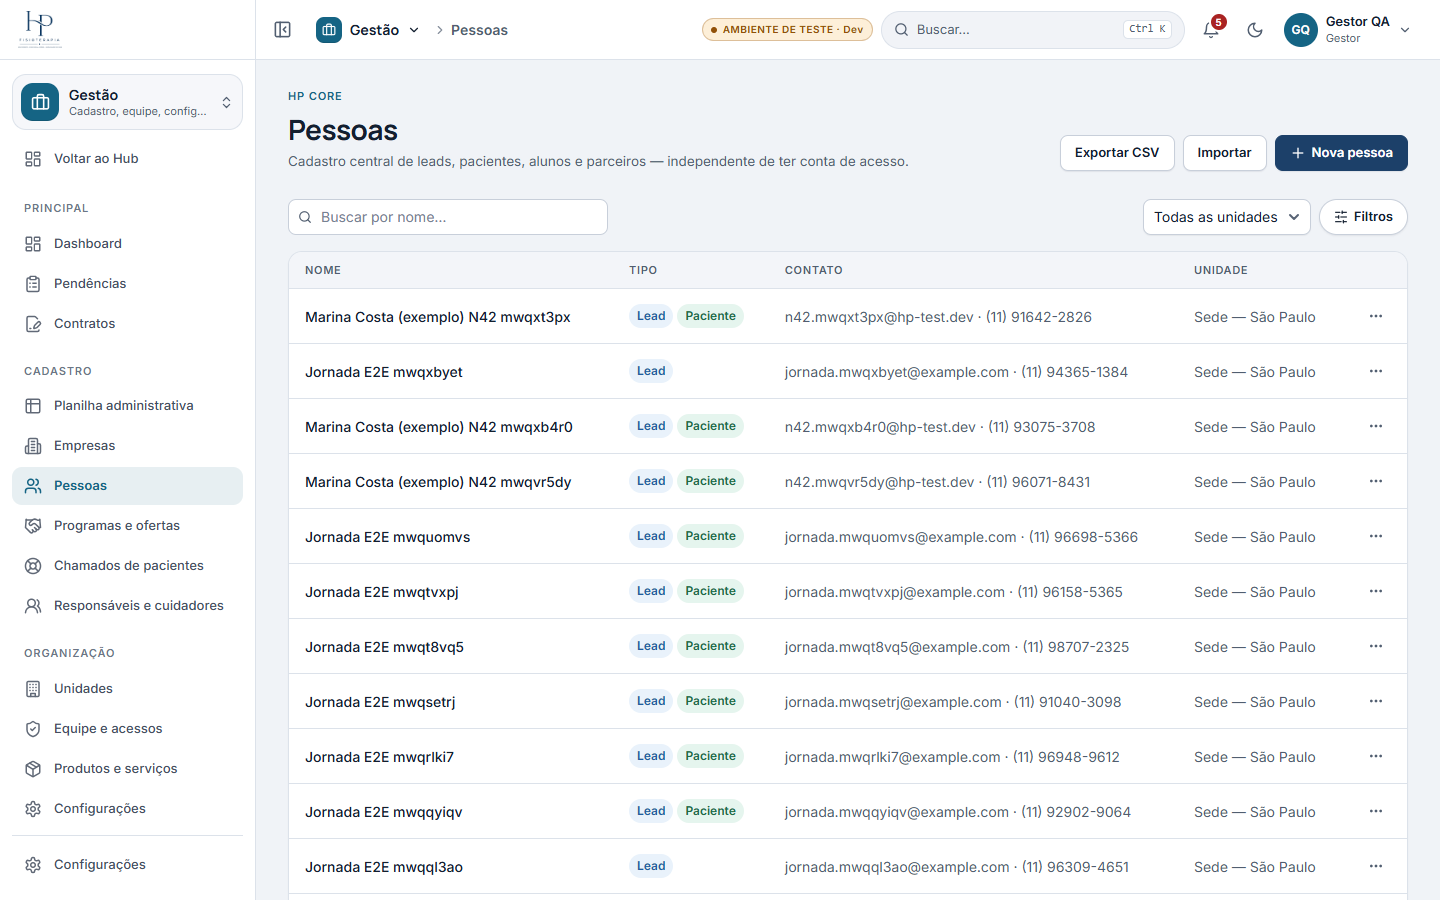 HP
FISIOTERAPIA
Gestão
Cadastro, equipe, config...
Voltar ao Hub
PRINCIPAL
Dashboard
Pendências
Contratos
CADASTRO
Planilha administrativa
Empresas
Pessoas
Programas e ofertas
Chamados de pacientes
Responsáveis e cuidadores
ORGANIZAÇÃO
Unidades
Equipe e acessos
Produtos e serviços
Configurações
Configurações
Gestão
Pessoas
AMBIENTE DE TESTE · Dev
Buscar...
Ctrl K
5
GQ
Gestor QA
Gestor
HP CORE
Pessoas
Cadastro central de leads, pacientes, alunos e parceiros — independente de ter conta de acesso.
Exportar CSV
Importar
Nova pessoa
Buscar por nome...
Todas as unidades
Filtros
NOME TIPO CONTATO UNIDADE
Marina Costa (exemplo) N42 mwqxt3px Lead Paciente n42.mwqxt3px@hp-test.dev · (11) 91642-2826 Sede — São Paulo
Jornada E2E mwqxbyet Lead jornada.mwqxbyet@example.com · (11) 94365-1384 Sede — São Paulo
Marina Costa (exemplo) N42 mwqxb4r0 Lead Paciente n42.mwqxb4r0@hp-test.dev · (11) 93075-3708 Sede — São Paulo
Marina Costa (exemplo) N42 mwqvr5dy Lead Paciente n42.mwqvr5dy@hp-test.dev · (11) 96071-8431 Sede — São Paulo
Jornada E2E mwquomvs Lead Paciente jornada.mwquomvs@example.com · (11) 96698-5366 Sede — São Paulo
Jornada E2E mwqtvxpj Lead Paciente jornada.mwqtvxpj@example.com · (11) 96158-5365 Sede — São Paulo
Jornada E2E mwqt8vq5 Lead Paciente jornada.mwqt8vq5@example.com · (11) 98707-2325 Sede — São Paulo
Jornada E2E mwqsetrj Lead Paciente jornada.mwqsetrj@example.com · (11) 91040-3098 Sede — São Paulo
Jornada E2E mwqrlki7 Lead Paciente jornada.mwqrlki7@example.com · (11) 96948-9612 Sede — São Paulo
Jornada E2E mwqqyiqv Lead Paciente jornada.mwqqyiqv@example.com · (11) 92902-9064 Sede — São Paulo
Jornada E2E mwqql3ao Lead jornada.mwqql3ao@example.com · (11) 96309-4651 Sede — São Paulo